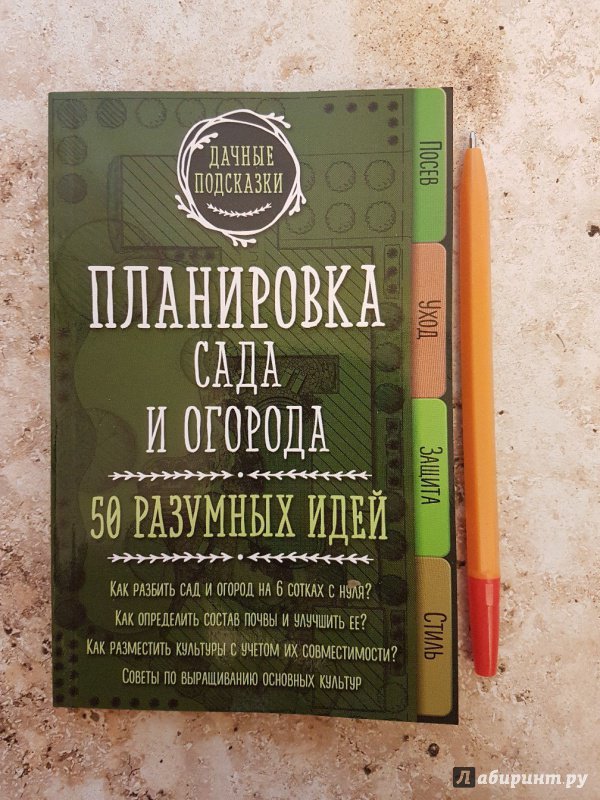 ДАЧНЫЕ
ПОДСКАЗКИ
ПЛАНИРОВКА
САДА
И ОГОРОДА
50 РАЗУМНЫХ ИДЕЙ
Как разбить сад и огород на 6 сотках с нуля?
Как определить состав почвы и улучшить ее?
Как разместить культуры с учетом их совместимости?
Советы по выращиванию основных культур
Посев
Уход
Защита
Стиль
Лабиринт.ру